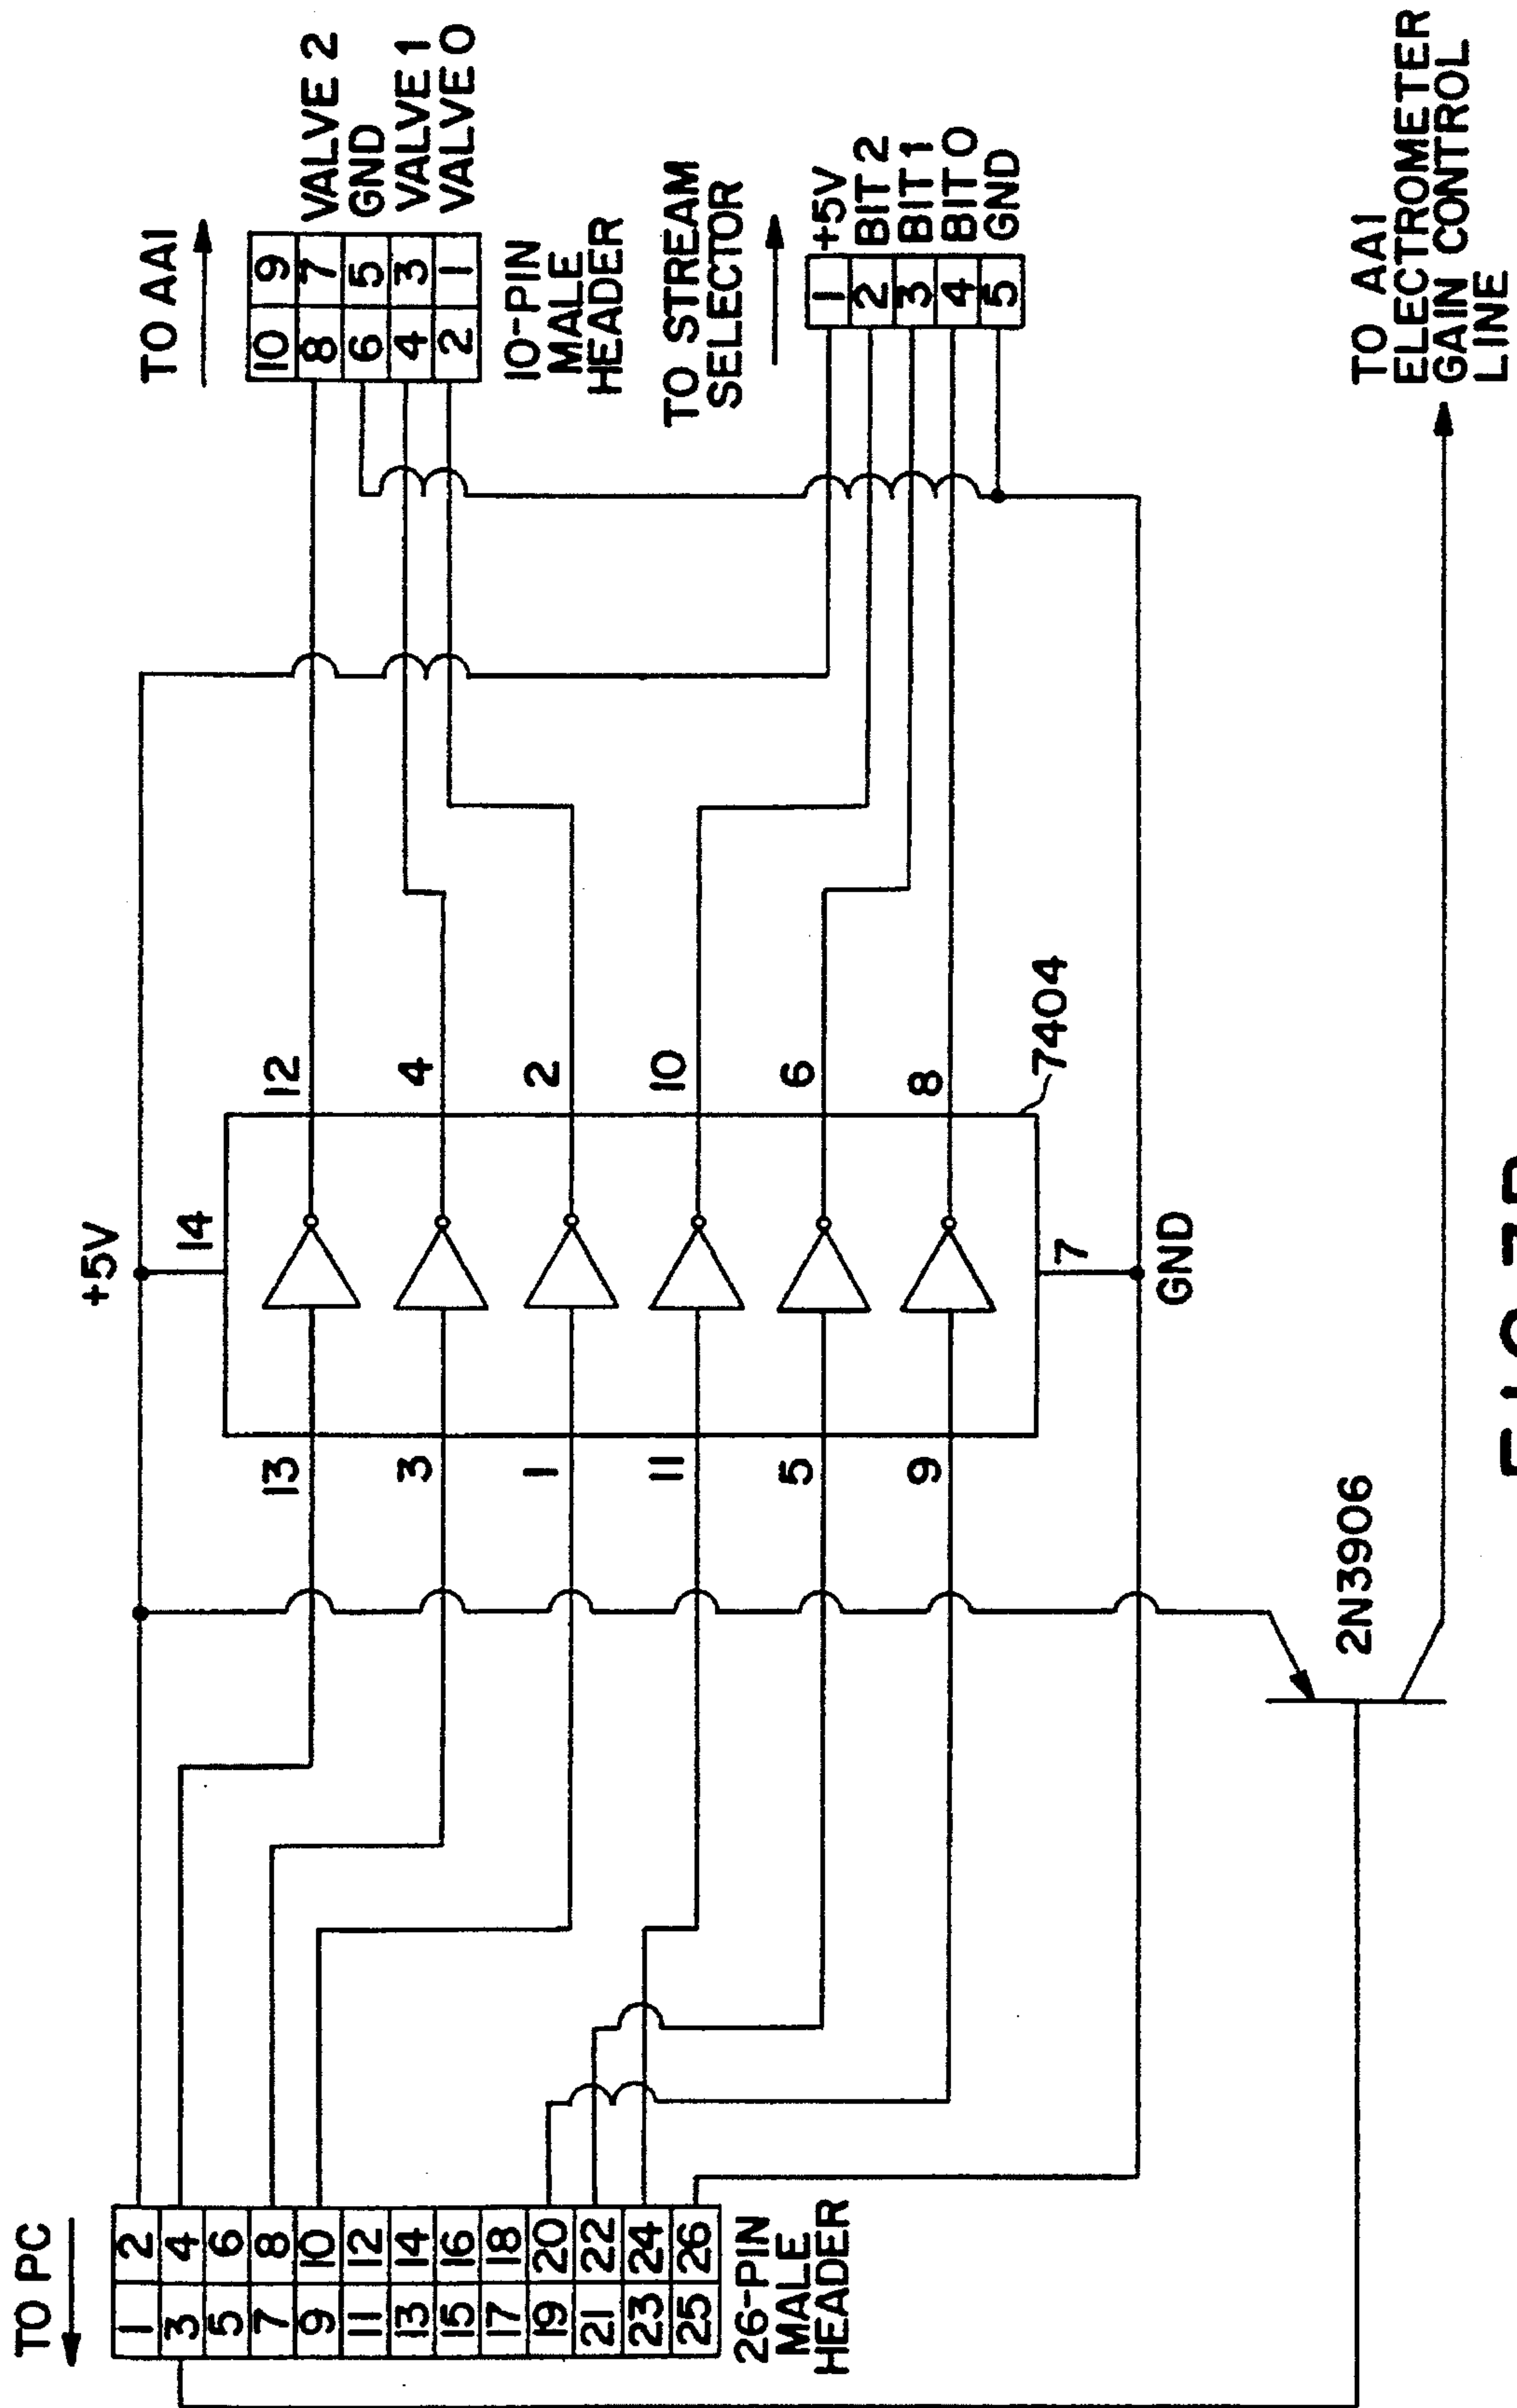 TO PC
1 2
3 4
5 6
7 8
9 10
11 12
13 14
15 16
17 18
19 20
21 22
23 24
25 26
26-PIN
MALE
HEADER
+5V
14
13
12
3
4
1
2
11
10
5
6
9
8
7
GND
7404
2N3906
TO AA1
10 9
8 7 VALVE 2
6 5 GND
4 3 VALVE 1
2 1 VALVE 0
10-PIN
MALE
HEADER
TO STREAM
SELECTOR
1 +5V
2 BIT 2
3 BIT 1
4 BIT 0
5 GND
TO AA1
ELECTROMETER
GAIN CONTROL
LINE